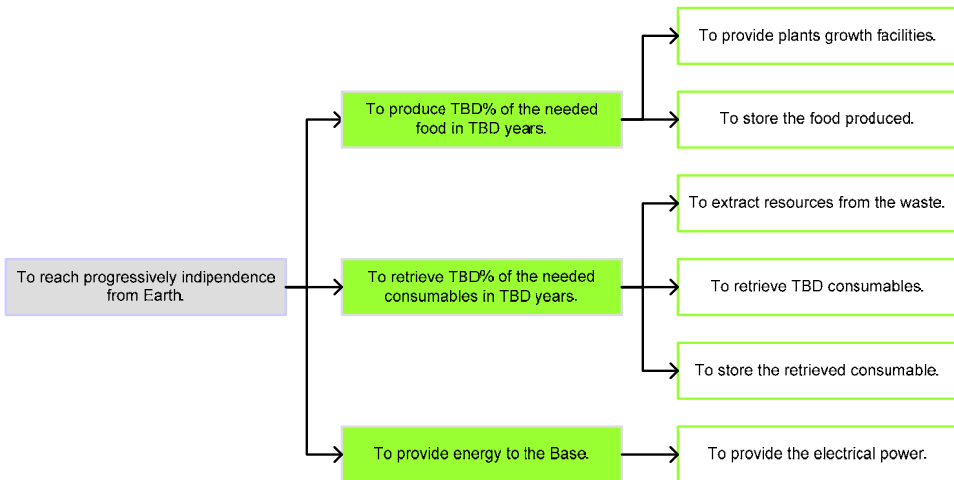 To provide plants growth facilities.
To produce TBD% of the needed
food in TBD years.
To store the food produced.
To extract resources from the waste.
To reach progressively indipendence
from Earth.
To retrieve TBD% of the needed
consumables in TBD years.
To retrieve TBD consumables.
To store the retrieved consumable.
To provide energy to the Base.
To provide the electrical power.